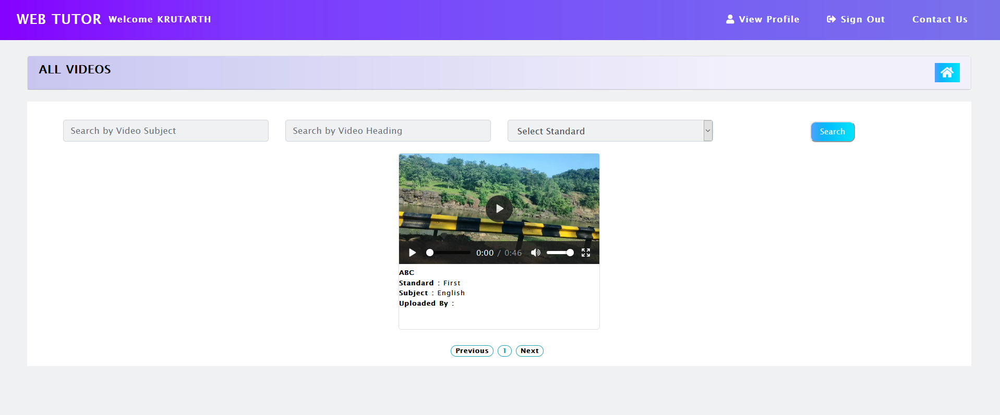 WEB TUTOR Welcome KRUTARTH View Profile Sign Out Contact Us
ALL VIDEOS
Search by Video Subject Search by Video Heading Select Standard Search
0:00 / 0:46
ABC
Standard : First
Subject : English
Uploaded By :
Previous 1 Next